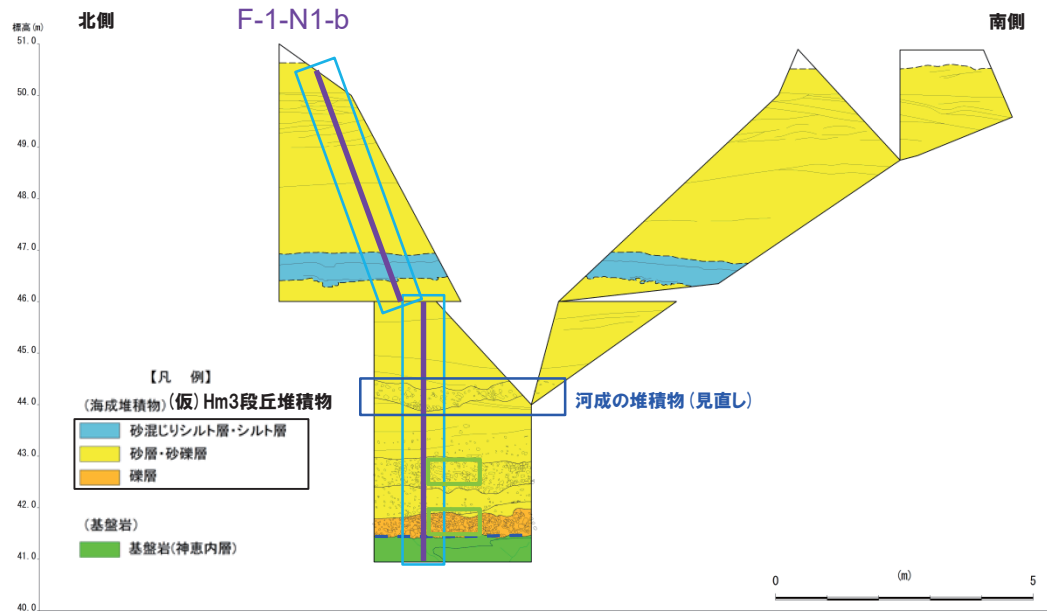 北側
F-1-N1-b
南側
標高(m)
51.0
50.0
49.0
48.0
47.0
46.0
45.0
44.0
43.0
42.0
41.0
40.0
【凡 例】
(海成堆積物)(仮)Hm3段丘堆積物
砂混じりシルト層・シルト層
砂層・砂礫層
礫層
(基盤岩)
基盤岩(神恵内層)
河成の堆積物(見直し)
0 (m) 5